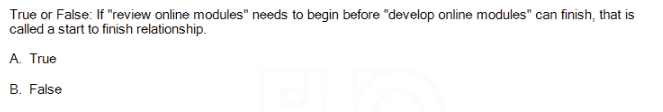 True or False: If "review online modules" needs to begin before "develop online modules" can finish, that is
called a start to finish relationship.
A. True
B. False